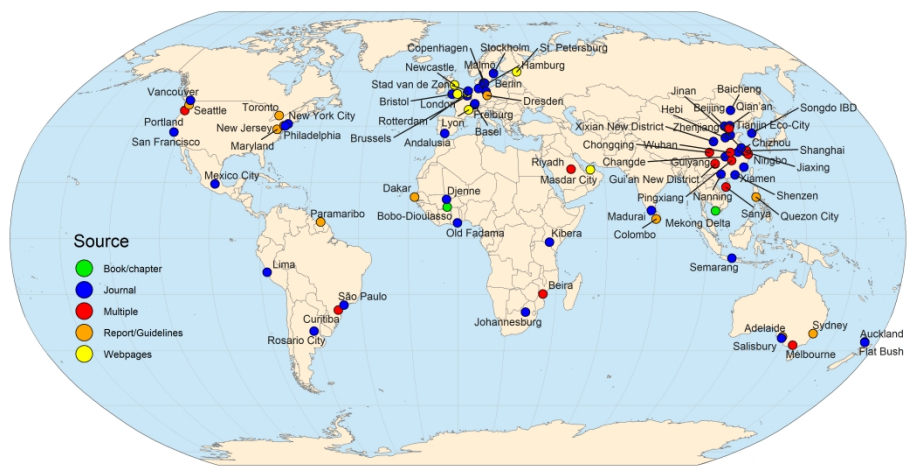 Copenhagen
Stockholm
St. Petersburg
Newcastle,
Malmö
Hamburg
Stad van de Zon
Berlin
Bristol
London
Dresden
Rotterdam
Lyon
Freiburg
Brussels
Basel
Andalusia
Vancouver
Seattle
Toronto
New York City
Portland
New Jersey
Philadelphia
San Francisco
Maryland
Mexico City
Jinan
Baicheng
Hebi
Beijing
Qian'an
Songdo IBD
Xixian New District
Zhenjiang
Tianjin Eco-City
Chongqing
Wuhan
Chizhou
Shanghai
Changde
Guiyang
Ningbo
Jiaxing
Gui'an New District
Xiamen
Pingxiang
Nanning
Shenzen
Riyadh
Masdar City
Dakar
Djenne
Bobo-Dioulasso
Old Fadama
Paramaribo
Madurai
Colombo
Mekong Delta
Sanya
Quezon City
Kibera
Semarang
Lima
Beira
São Paulo
Curitiba
Rosario City
Johannesburg
Adelaide
Sydney
Salisbury
Melbourne
Auckland
Flat Bush
Source
Book/chapter
Journal
Multiple
Report/Guidelines
Webpages